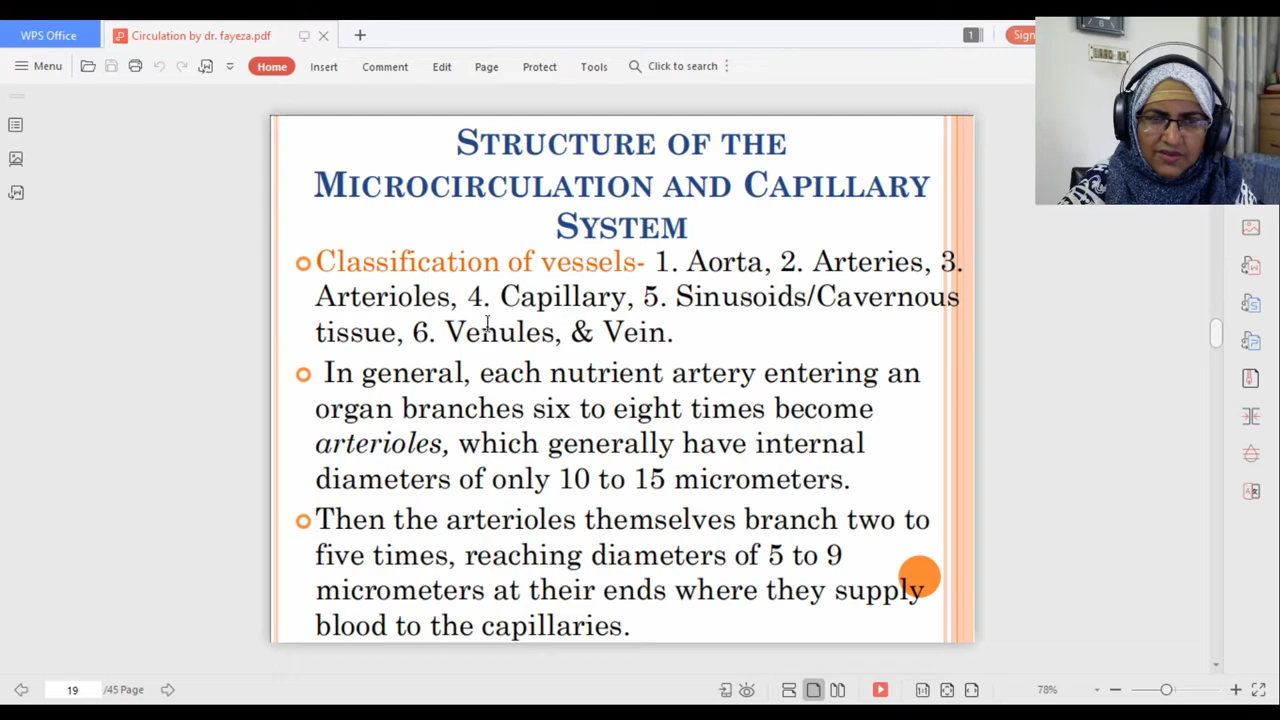 WPS Office
Circulation by dr. fayeza.pdf
1
Sign
Menu
Home
Insert
Comment
Edit
Page
Protect
Tools
Click to search
STRUCTURE OF THE
MICROCIRCULATION AND CAPILLARY
SYSTEM
Classification of vessels- 1. Aorta, 2. Arteries, 3.
Arterioles, 4. Capillary, 5. Sinusoids/Cavernous
tissue, 6. Venules, & Vein.
In general, each nutrient artery entering an
organ branches six to eight times become
arterioles, which generally have internal
diameters of only 10 to 15 micrometers.
Then the arterioles themselves branch two to
five times, reaching diameters of 5 to 9
micrometers at their ends where they supply
blood to the capillaries.
19
/45 Page
78%